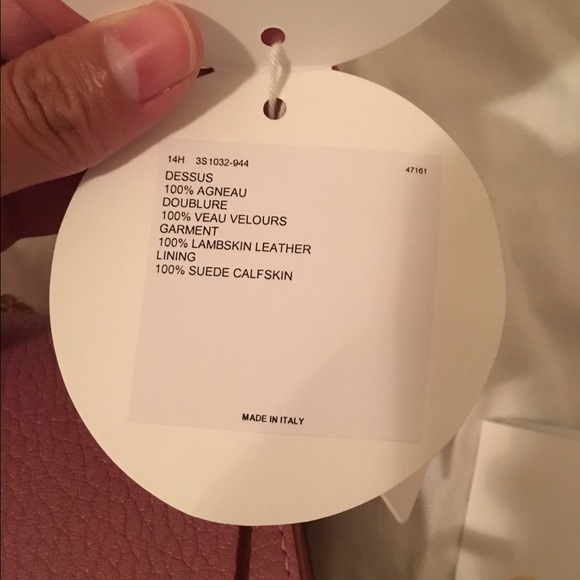 14H 3S1032-944 47161
DESSUS
100% AGNEAU
DOUBLURE
100% VEAU VELOURS
GARMENT
100% LAMBSKIN LEATHER
LINING
100% SUEDE CALFSKIN
MADE IN ITALY